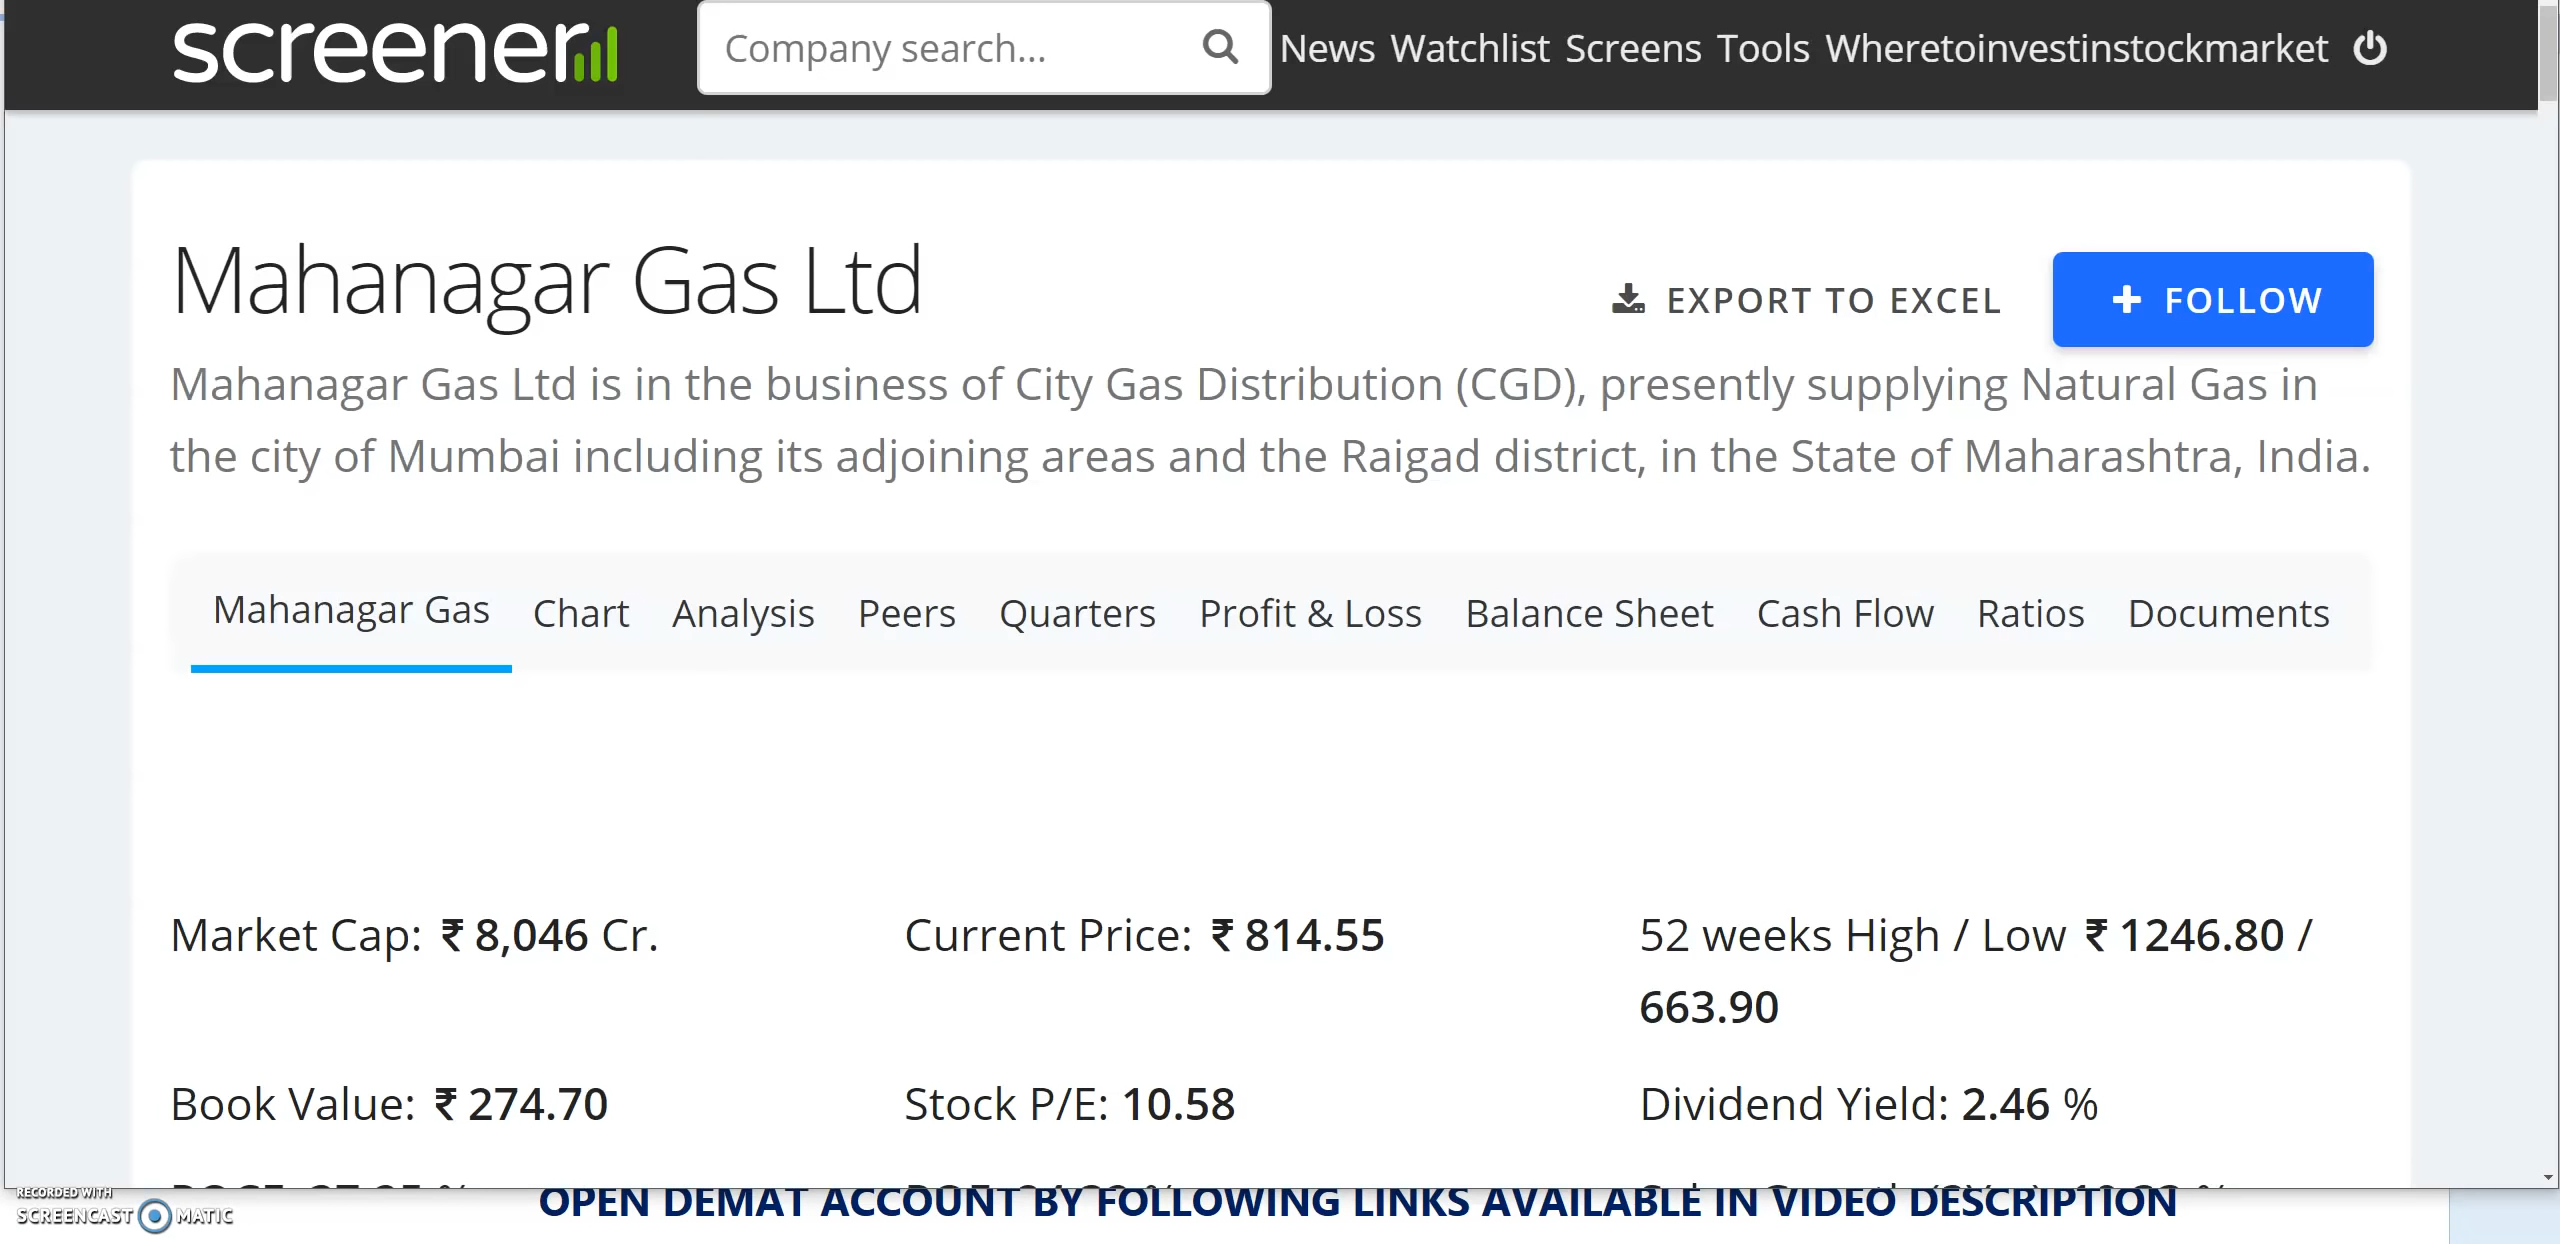 screener
Company search...
News Watchlist Screens Tools Wheretoinvestinstockmarket
Mahanagar Gas Ltd
EXPORT TO EXCEL
FOLLOW
Mahanagar Gas Ltd is in the business of City Gas Distribution (CGD), presently supplying Natural Gas in
the city of Mumbai including its adjoining areas and the Raigad district, in the State of Maharashtra, India.
Mahanagar Gas Chart Analysis Peers Quarters Profit & Loss Balance Sheet Cash Flow Ratios Documents
Market Cap: ₹ 8,046 Cr.
Current Price: ₹ 814.55
52 weeks High / Low ₹ 1246.80 /
663.90
Book Value: ₹ 274.70
Stock P/E: 10.58
Dividend Yield: 2.46 %
RECORDED WITH
SCREENCAST MATIC
OPEN DEMAT ACCOUNT BY FOLLOWING LINKS AVAILABLE IN VIDEO DESCRIPTION